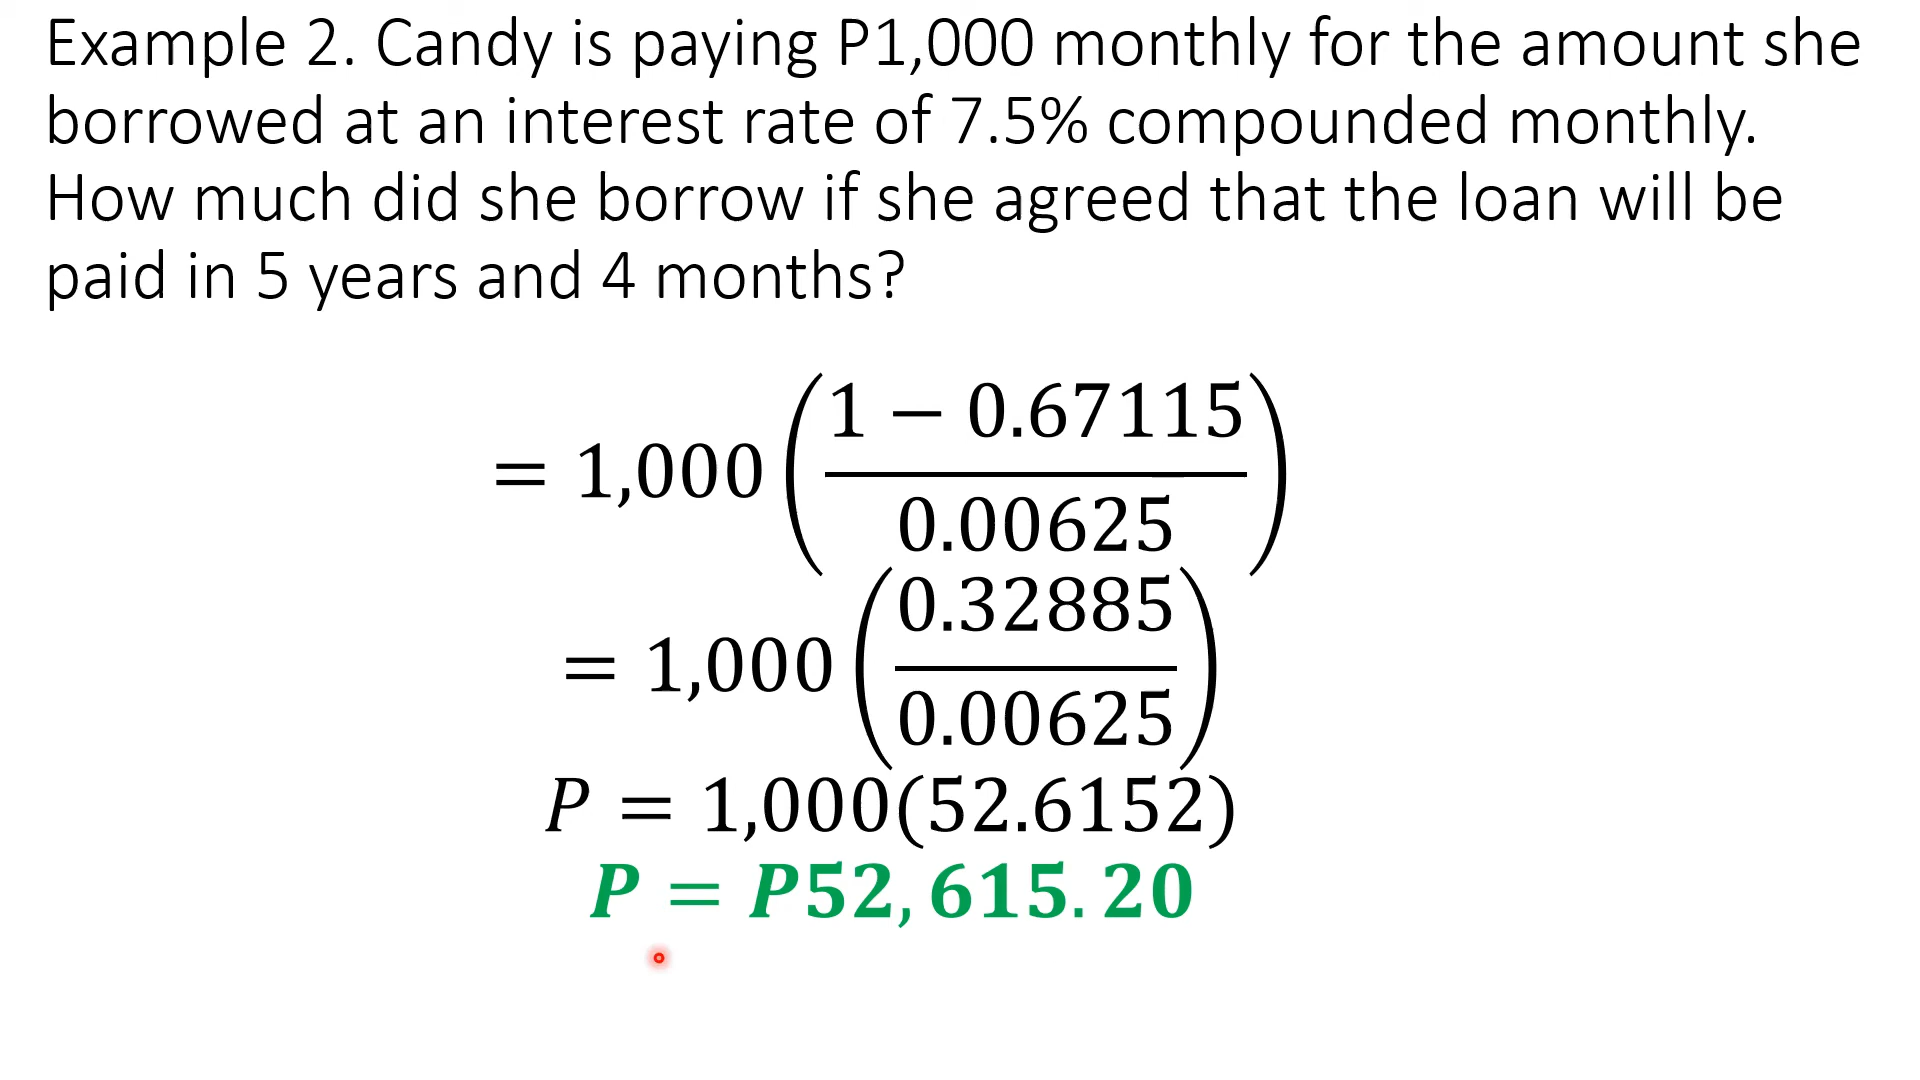 Example 2. Candy is paying P1,000 monthly for the amount she
borrowed at an interest rate of 7.5% compounded monthly.
How much did she borrow if she agreed that the loan will be
paid in 5 years and 4 months?
= 1,000 (1 − 0.67115 / 0.00625)
= 1,000 (0.32885 / 0.00625)
P = 1,000(52.6152)
P = P52,615.20